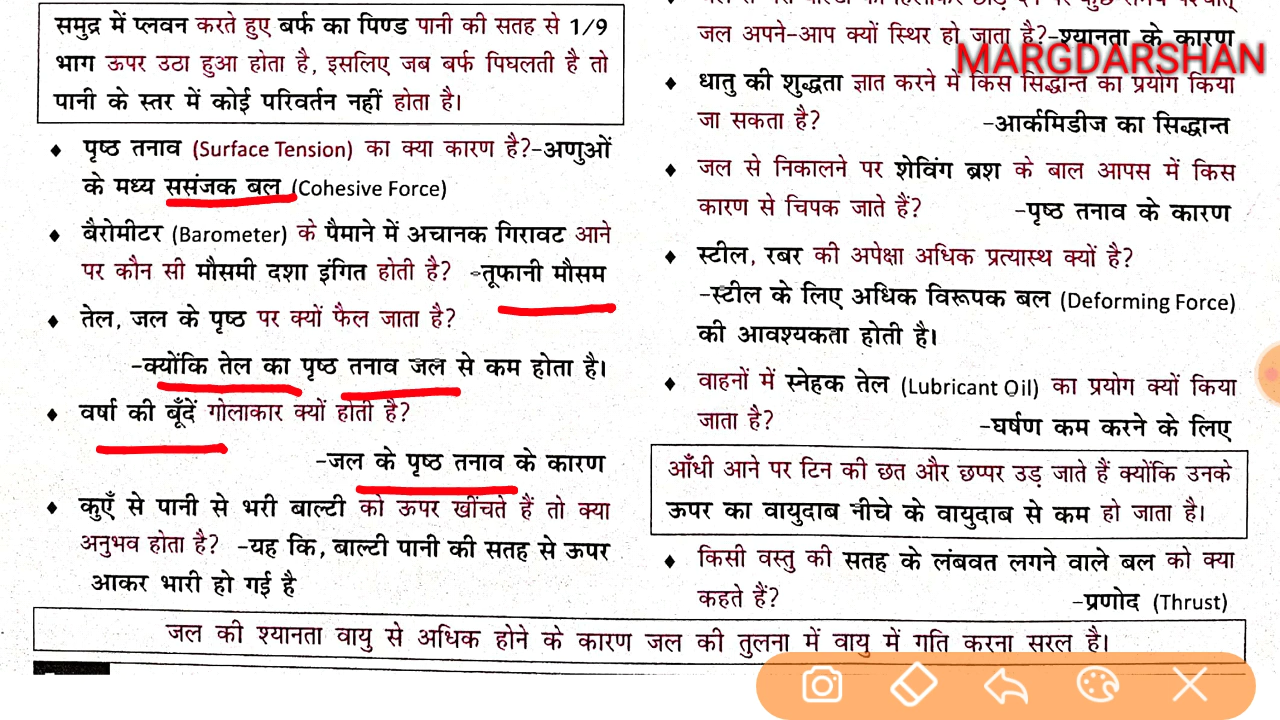 समुद्र में प्लवन करते हुए बर्फ का पिण्ड पानी की सतह से 1/9
भाग ऊपर उठा हुआ होता है, इसलिए जब बर्फ पिघलती है तो
पानी के स्तर में कोई परिवर्तन नहीं होता है।
♦ पृष्ठ तनाव (Surface Tension) का क्या कारण है?-अणुओं
के मध्य ससंजक बल (Cohesive Force)
♦ बैरोमीटर (Barometer) के पैमाने में अचानक गिरावट आने
पर कौन सी मौसमी दशा इंगित होती है? -तूफानी मौसम
♦ तेल, जल के पृष्ठ पर क्यों फैल जाता है?
-क्योंकि तेल का पृष्ठ तनाव जल से कम होता है।
♦ वर्षा की बूँदें गोलाकार क्यों होती है?
-जल के पृष्ठ तनाव के कारण
♦ कुएँ से पानी से भरी बाल्टी को ऊपर खींचते हैं तो क्या
अनुभव होता है? -यह कि, बाल्टी पानी की सतह से ऊपर
आकर भारी हो गई है
जल अपने-आप क्यों स्थिर हो जाता है?-श्यानता के कारण
MARGDARSHAN
♦ धातु की शुद्धता ज्ञात करने में किस सिद्धान्त का प्रयोग किया
जा सकता है? -आर्कमिडीज का सिद्धान्त
♦ जल से निकालने पर शेविंग ब्रश के बाल आपस में किस
कारण से चिपक जाते हैं? -पृष्ठ तनाव के कारण
♦ स्टील, रबर की अपेक्षा अधिक प्रत्यास्थ क्यों है?
-स्टील के लिए अधिक विरूपक बल (Deforming Force)
की आवश्यकता होती है।
♦ वाहनों में स्नेहक तेल (Lubricant Oil) का प्रयोग क्यों किया
जाता है? -घर्षण कम करने के लिए
आँधी आने पर टिन की छत और छप्पर उड़ जाते हैं क्योंकि उनके
ऊपर का वायुदाब नीचे के वायुदाब से कम हो जाता है।
♦ किसी वस्तु की सतह के लंबवत लगने वाले बल को क्या
कहते हैं? -प्रणोद (Thrust)
जल की श्यानता वायु से अधिक होने के कारण जल की तुलना में वायु में गति करना सरल है।